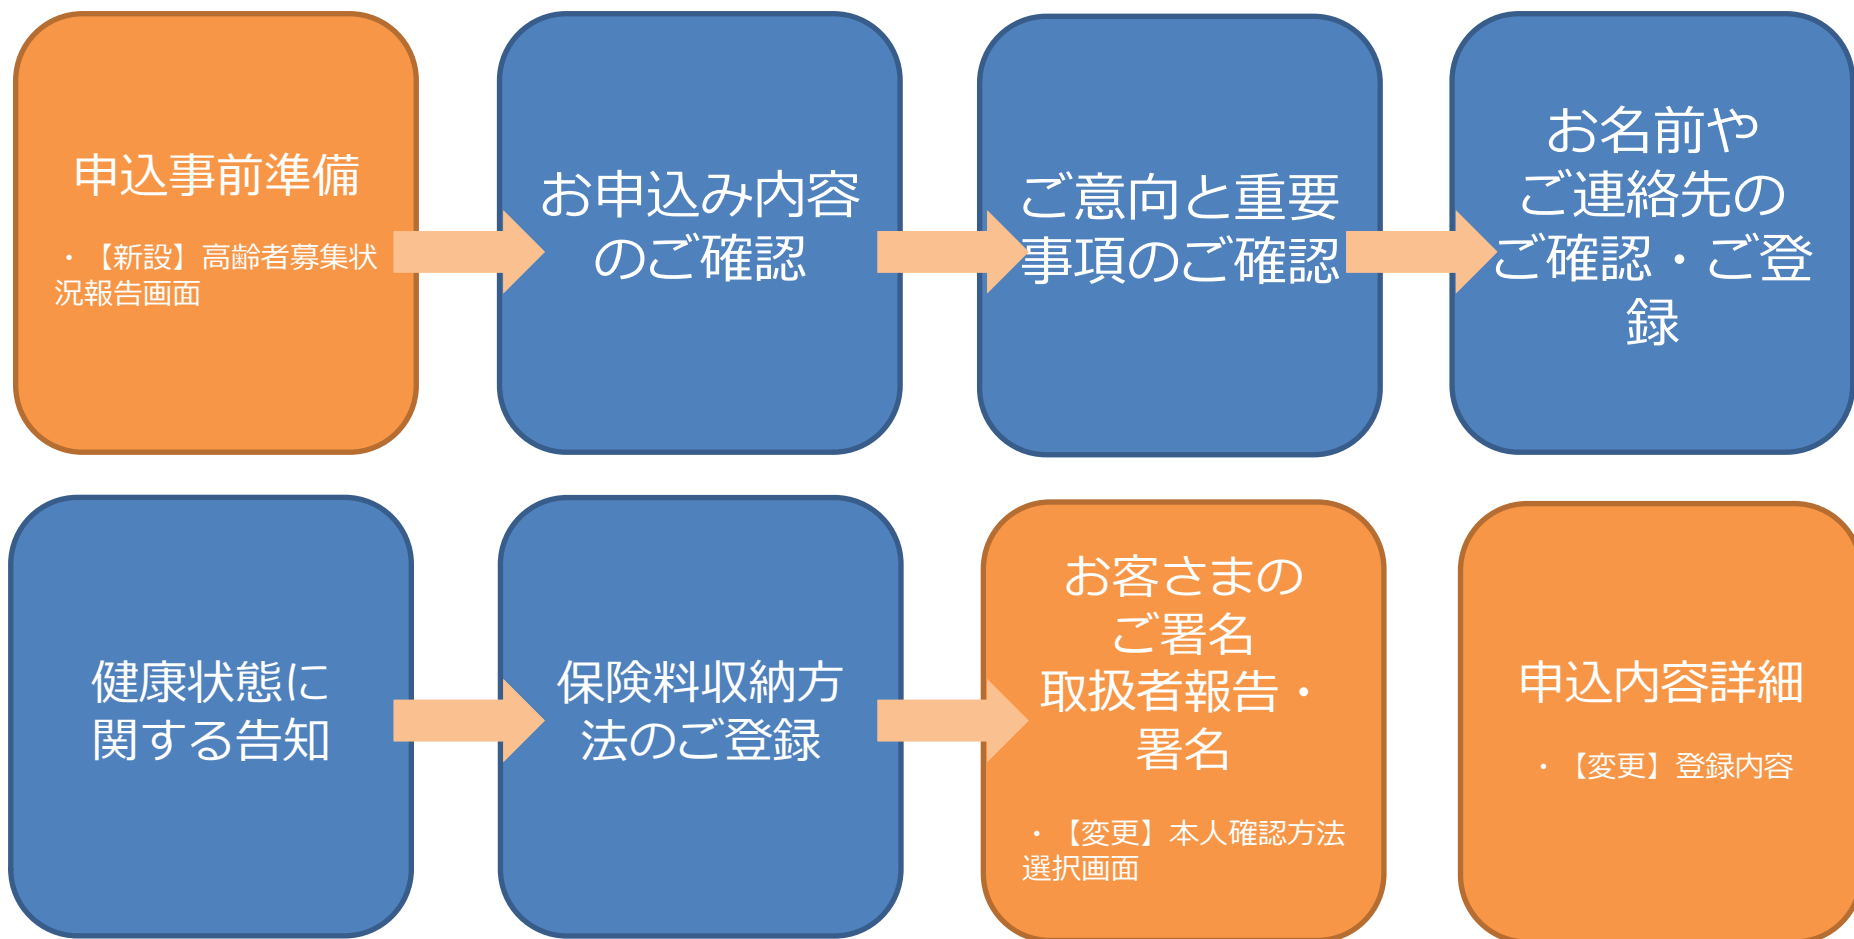 申込事前準備
・【新設】高齢者募集状
況報告画面
お申込み内容
のご確認
ご意向と重要
事項のご確認
お名前や
ご連絡先の
ご確認・ご登
録
健康状態に
関する告知
保険料収納方
法のご登録
お客さまの
ご署名
取扱者報告・
署名
・【変更】本人確認方法
選択画面
申込内容詳細
・【変更】登録内容